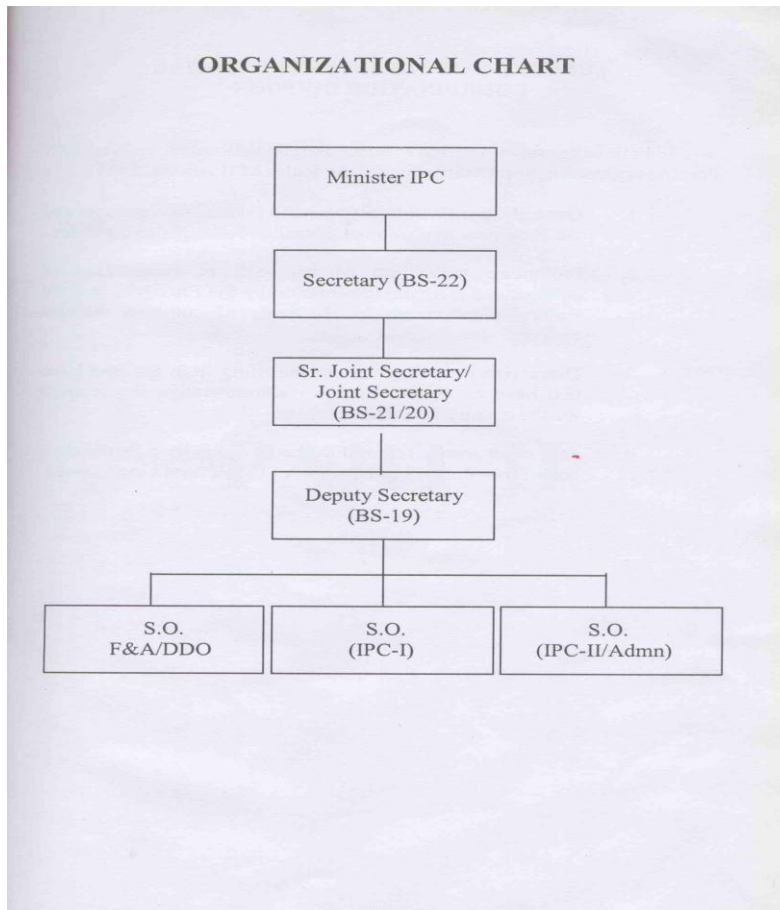 ORGANIZATIONAL CHART
Minister IPC
Secretary (BS-22)
Sr. Joint Secretary/
Joint Secretary
(BS-21/20)
Deputy Secretary
(BS-19)
S.O.
F&A/DDO
S.O.
(IPC-I)
S.O.
(IPC-II/Admn)